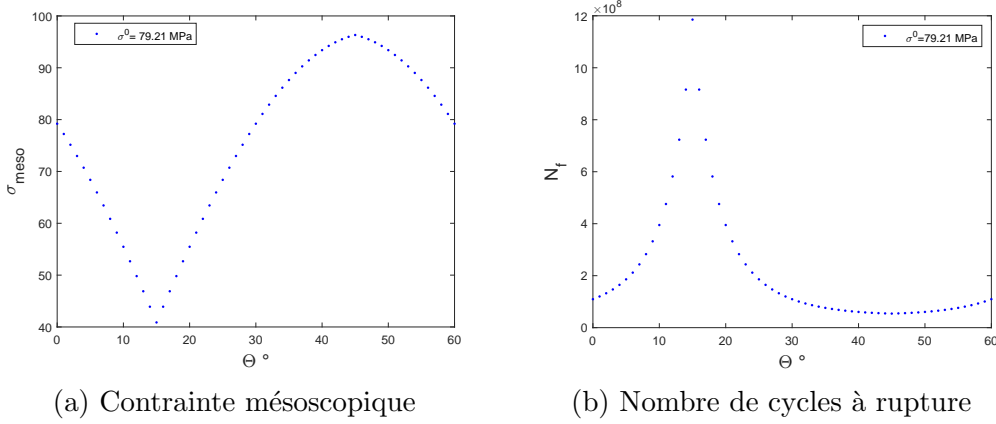 100
90
80
70
60
50
40
σmeso
σ⁰= 79.21 MPa
0 10 20 30 40 50 60
Θ °
(a) Contrainte mésoscopique
×10⁸
12
10
8
6
4
2
0
Nf
σ⁰=79.21 MPa
0 10 20 30 40 50 60
Θ °
(b) Nombre de cycles à rupture